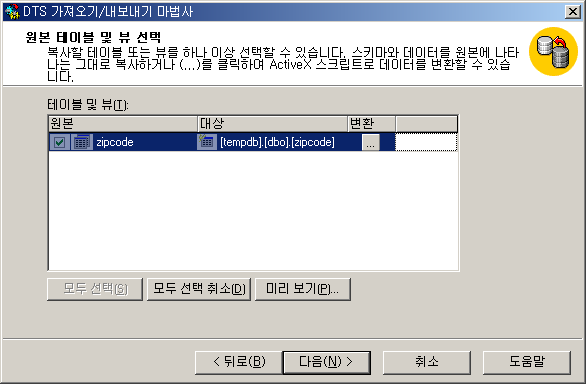 DTS 가져오기/내보내기 마법사
원본 테이블 및 뷰 선택
복사할 테이블 또는 뷰를 하나 이상 선택할 수 있습니다. 스키마와 데이터를 원본에 나타
나는 그대로 복사하거나 (...)를 클릭하여 ActiveX 스크립트로 데이터를 변환할 수 있습
니다.
테이블 및 뷰(T):
원본 대상 변환
zipcode [tempdb].[dbo].[zipcode] ...
모두 선택(S) 모두 선택 취소(D) 미리 보기(P)...
< 뒤로(B) 다음(N) > 취소 도움말